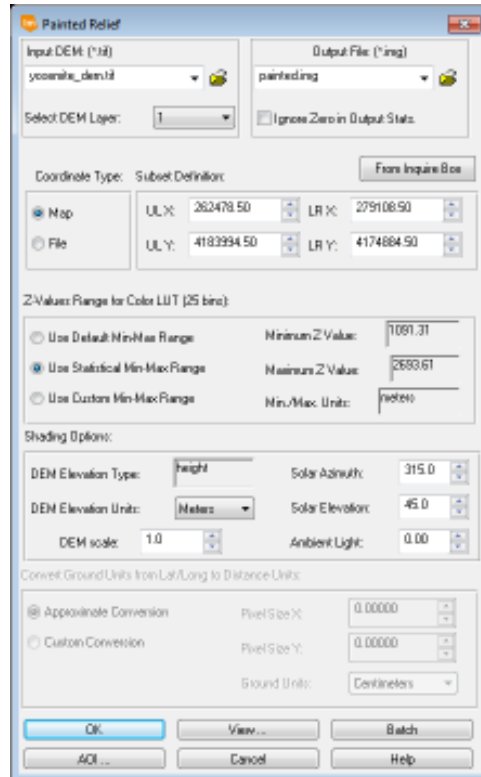 Painted Relief
Input DEM: (*.tif)
Output File: (*.img)
yosemite_dem.tif
painted.img
Select DEM Layer: 1
Ignore Zero in Output Stats.
From Inquire Box
Coordinate Type: Subset Definition:
Map
File
UL X: 262478.50 LR X: 279108.50
UL Y: 4183994.50 LR Y: 4174884.50
Z-Values Range for Color LUT (25 bins):
Use Default Min-Max Range Minimum Z Value: 1091.31
Use Statistical Min-Max Range Maximum Z Value: 2693.61
Use Custom Min-Max Range Min./Max. Units: meters
Shading Options:
DEM Elevation Type: height Solar Azimuth: 315.0
DEM Elevation Units: Meters Solar Elevation: 45.0
DEM scale: 1.0 Ambient Light: 0.00
Convert Ground Units from Lat/Long to Distance Units:
Approximate Conversion Pixel Size X: 0.00000
Custom Conversion Pixel Size Y: 0.00000
Ground Units: Centimeters
OK View ... Batch
AOI ... Cancel Help